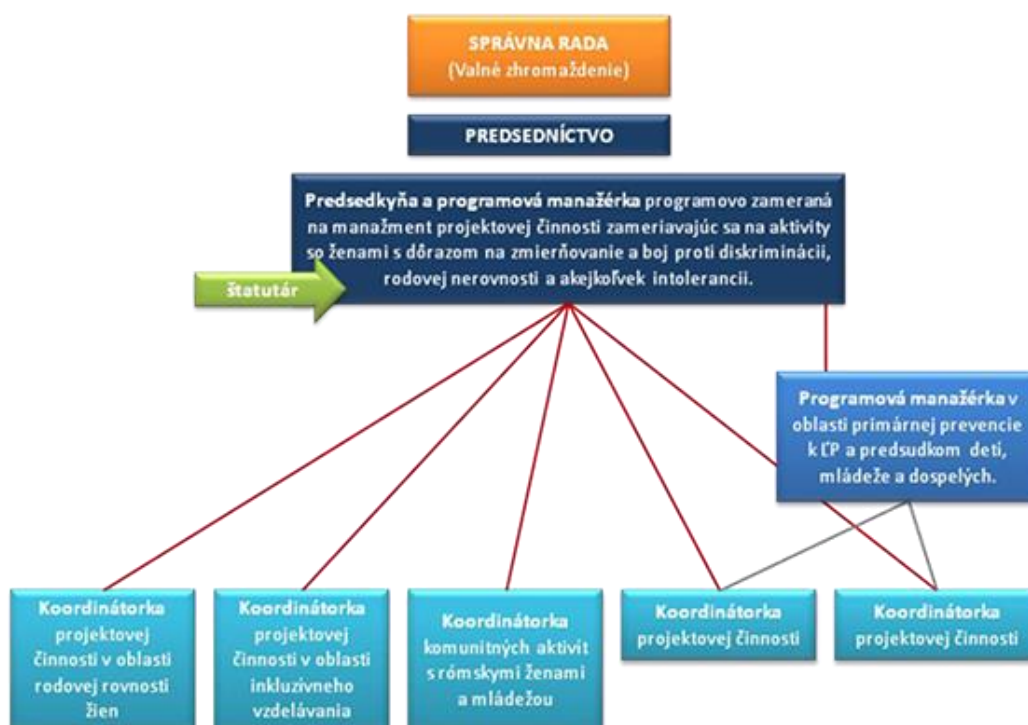 SPRÁVNA RADA
(Valné zhromaždenie)
PREDSEDNÍCTVO
Predsedkyňa a programová manažérka programovo zameraná
na manažment projektovej činnosti zameriavajúc sa na aktivity
so ženami s dôrazom na zmierňovanie a boj proti diskriminácii,
rodovej nerovnosti a akejkoľvek intolerancii.
štatutár
Programová manažérka v
oblasti primárnej prevencie
k ĽP a predsudkom detí,
mládeže a dospelých.
Koordinátorka
projektovej
činnosti v oblasti
rodovej rovnosti
žien
Koordinátorka
projektovej
činnosti v oblasti
inkluzívneho
vzdelávania
Koordinátorka
komunitných aktivít
s rómskymi ženami
a mládežou
Koordinátorka
projektovej činnosti
Koordinátorka
projektovej činnosti